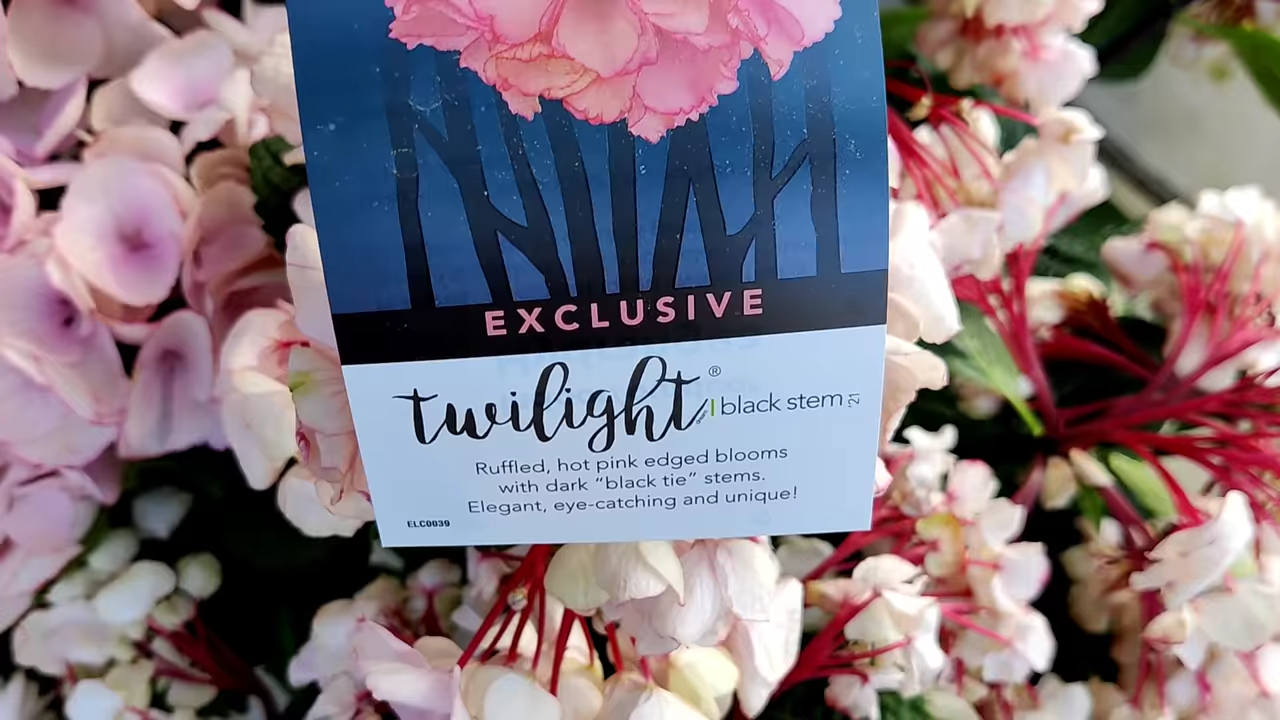 EXCLUSIVE
twilight® | black stem
Ruffled, hot pink edged blooms
with dark “black tie” stems.
Elegant, eye-catching and unique!
ELC0039